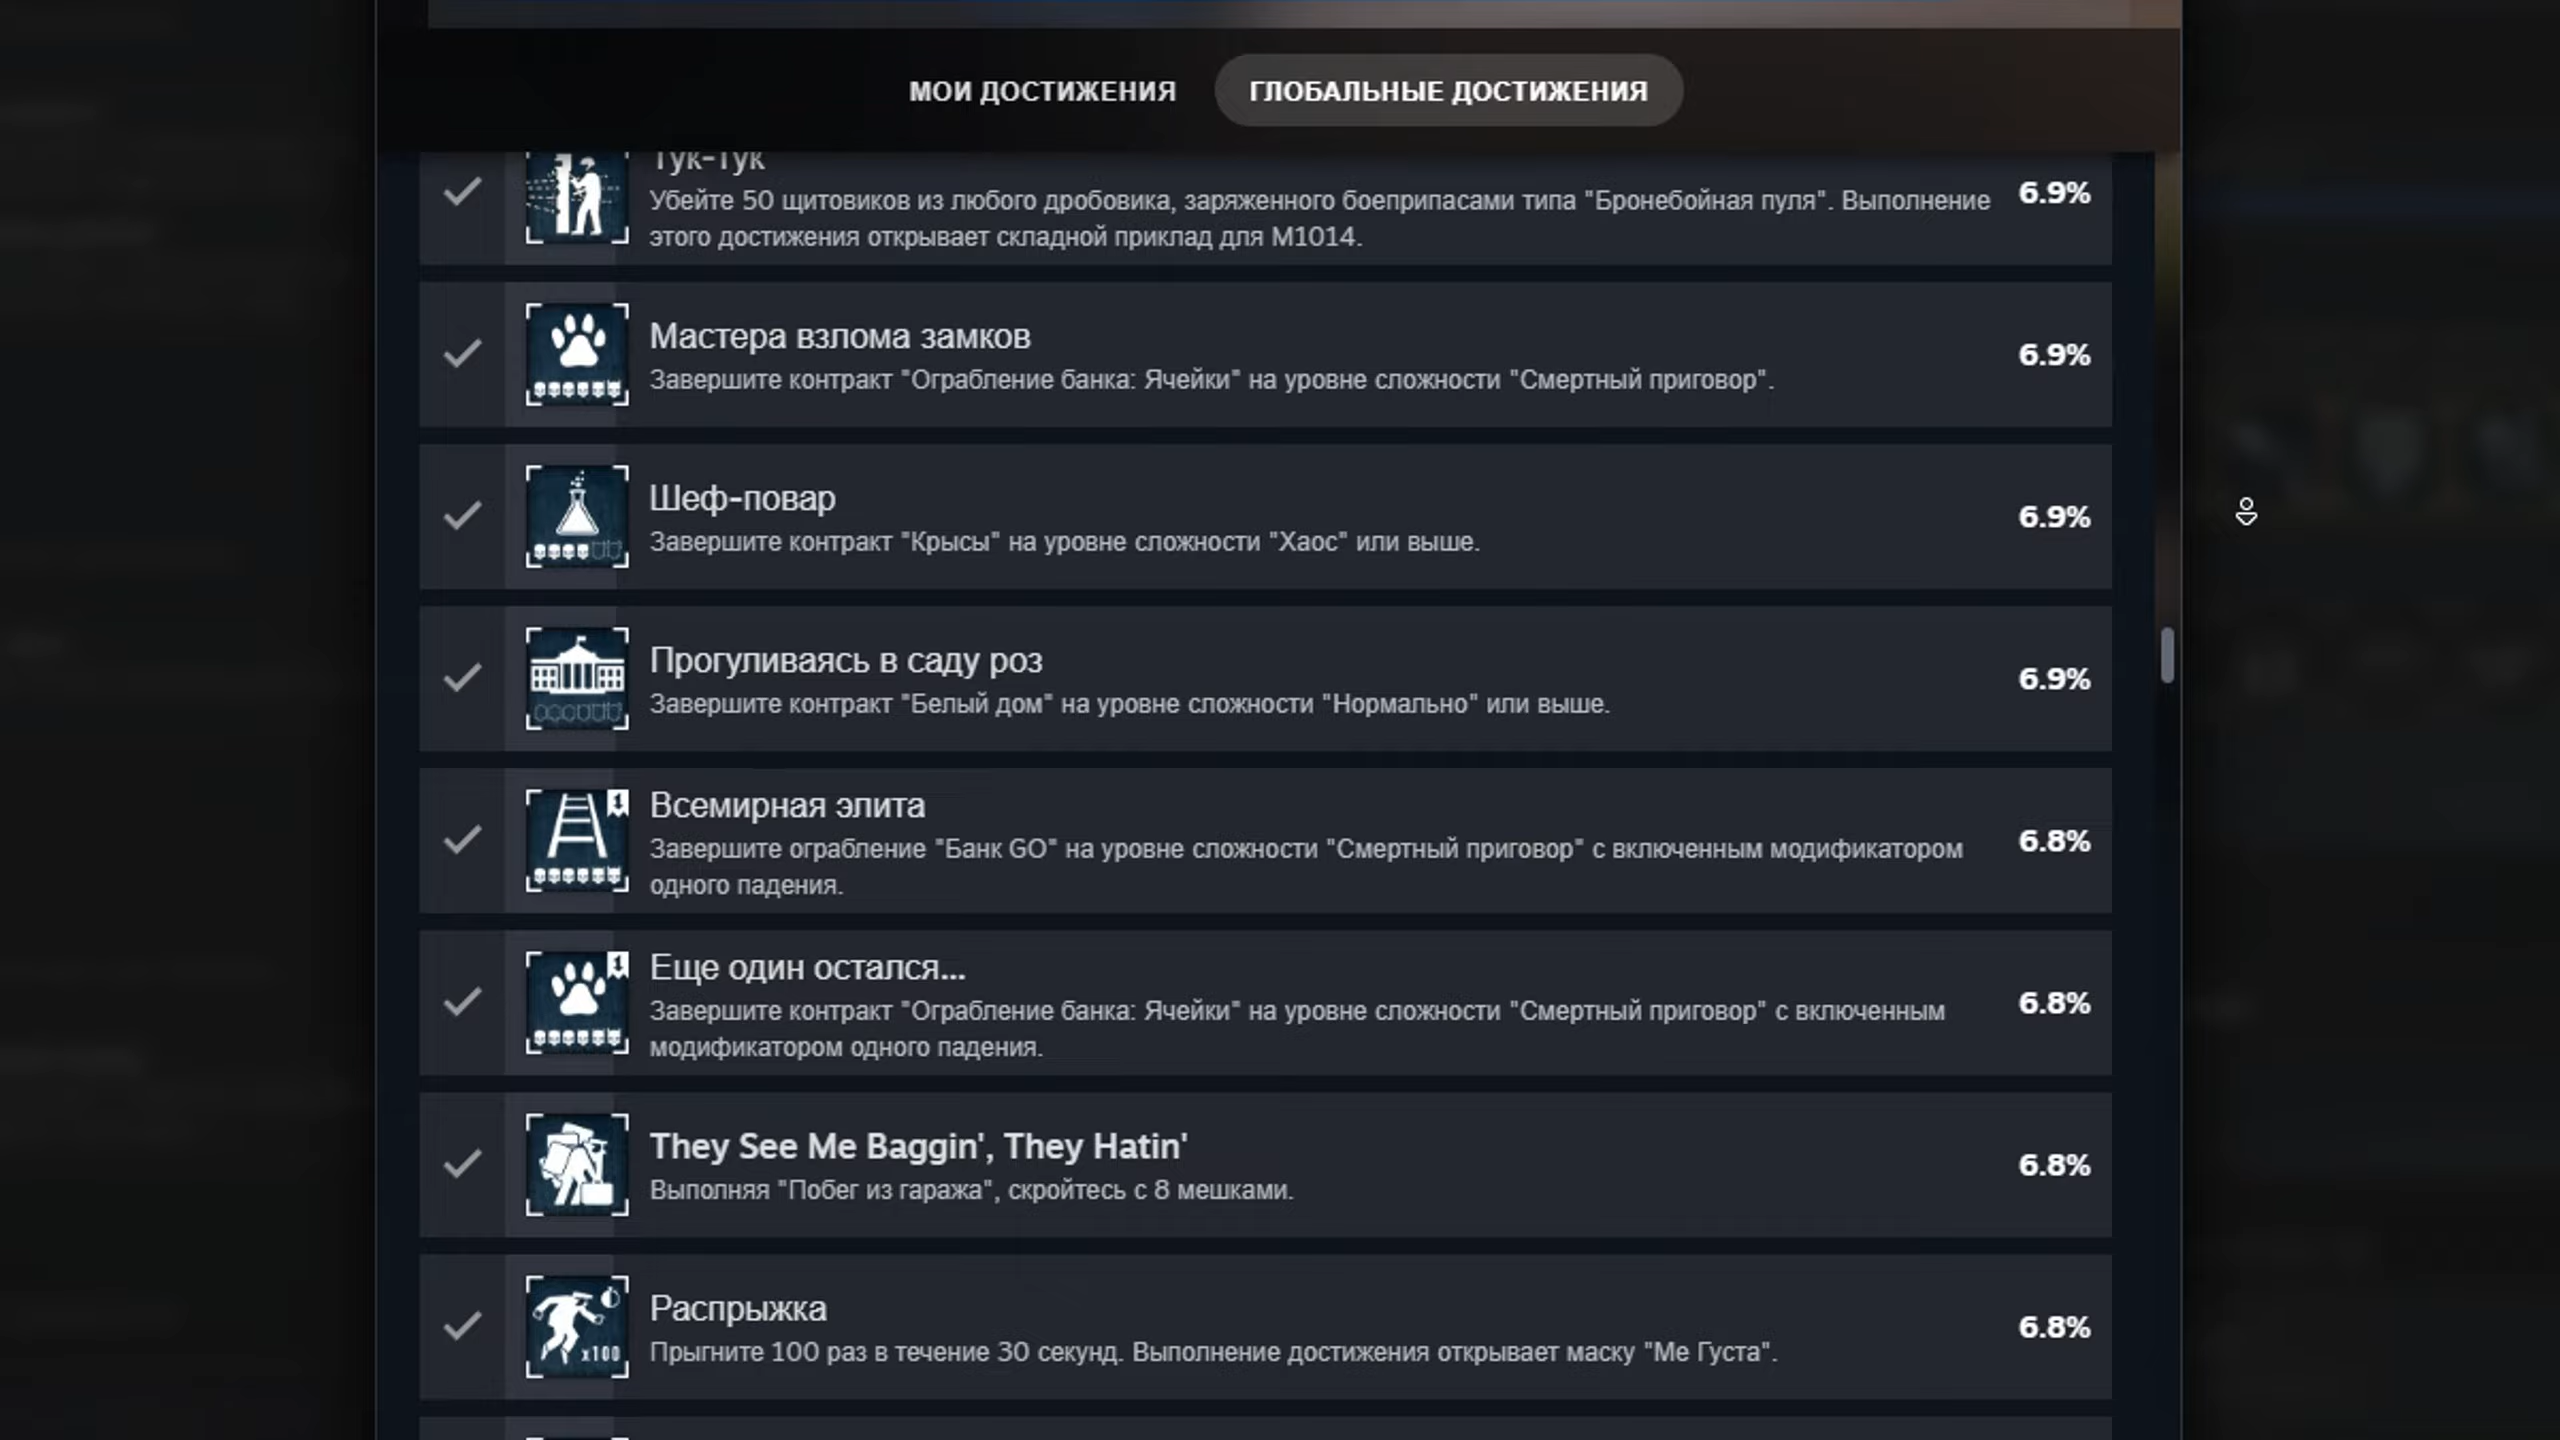 МОИ ДОСТИЖЕНИЯ
ГЛОБАЛЬНЫЕ ДОСТИЖЕНИЯ
Тук-Тук
Убейте 50 щитовиков из любого дробовика, заряженного боеприпасами типа "Бронебойная пуля". Выполнение
этого достижения открывает складной приклад для M1014.
6.9%
Мастера взлома замков
Завершите контракт "Ограбление банка: Ячейки" на уровне сложности "Смертный приговор".
6.9%
Шеф-повар
Завершите контракт "Крысы" на уровне сложности "Хаос" или выше.
6.9%
Прогуливаясь в саду роз
Завершите контракт "Белый дом" на уровне сложности "Нормально" или выше.
6.9%
1
Всемирная элита
Завершите ограбление "Банк GO" на уровне сложности "Смертный приговор" с включенным модификатором
одного падения.
6.8%
1
Еще один остался...
Завершите контракт "Ограбление банка: Ячейки" на уровне сложности "Смертный приговор" с включенным
модификатором одного падения.
6.8%
They See Me Baggin', They Hatin'
Выполняя "Побег из гаража", скройтесь с 8 мешками.
6.8%
x100
Распрыжка
Прыгните 100 раз в течение 30 секунд. Выполнение достижения открывает маску "Ме Густа".
6.8%